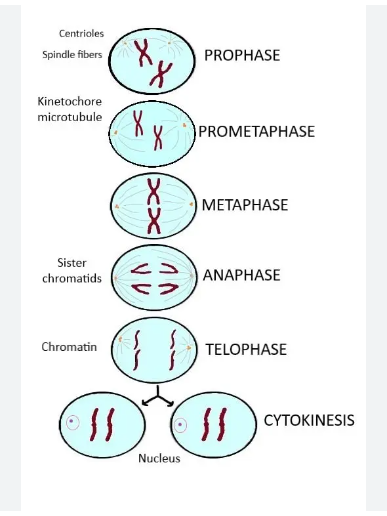 Centrioles
Spindle fibers
PROPHASE
Kinetochore
microtubule
PROMETAPHASE
METAPHASE
Sister
chromatids
ANAPHASE
Chromatin
TELOPHASE
CYTOKINESIS
Nucleus